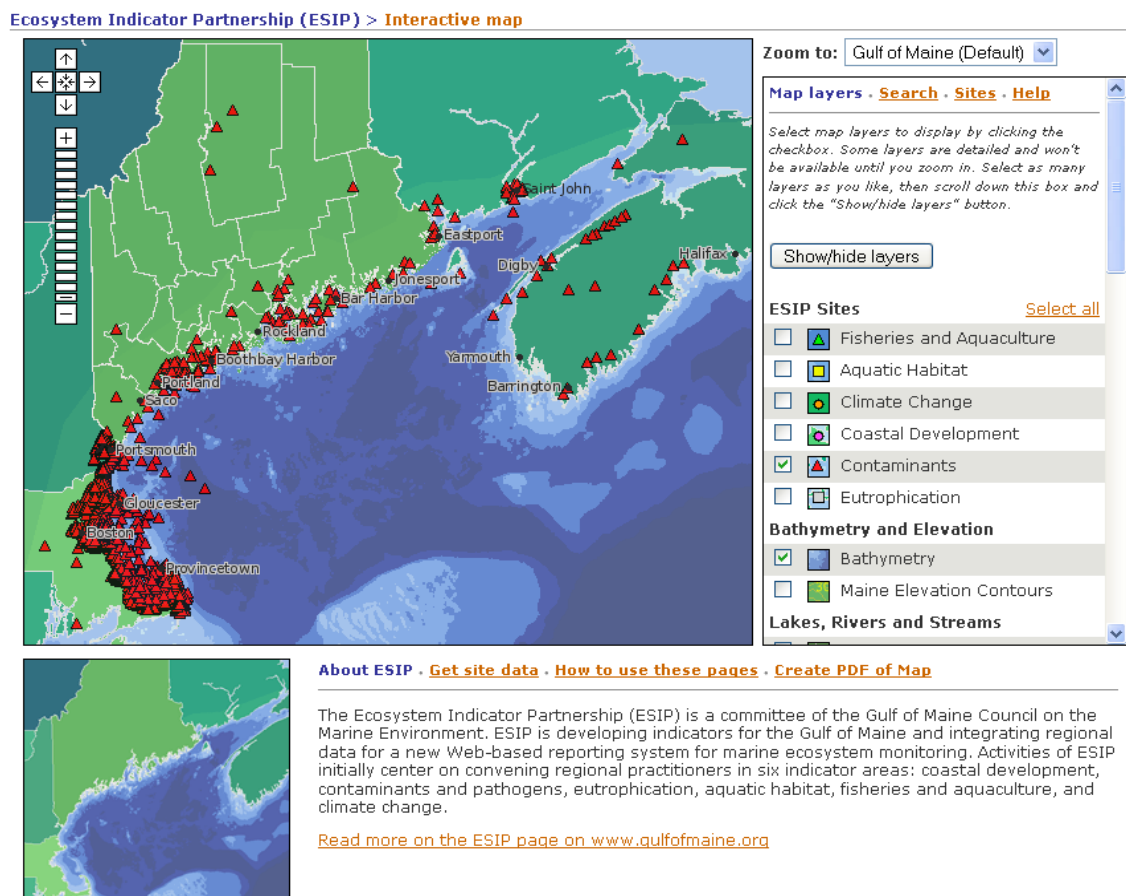 Ecosystem Indicator Partnership (ESIP) > Interactive map
Zoom to: Gulf of Maine (Default)
Map layers . Search . Sites . Help
Select map layers to display by clicking the
checkbox. Some layers are detailed and won't
be available until you zoom in. Select as many
layers as you like, then scroll down this box and
click the "Show/hide layers" button.
Show/hide layers
ESIP Sites Select all
Fisheries and Aquaculture
Aquatic Habitat
Climate Change
Coastal Development
Contaminants
Eutrophication
Bathymetry and Elevation
Bathymetry
Maine Elevation Contours
Lakes, Rivers and Streams
Saint John
Eastport
Halifax
Digby
Jonesport
Bar Harbor
Rockland
Boothbay Harbor
Yarmouth
Portland
Barrington
Saco
Portsmouth
Gloucester
Boston
Provincetown
About ESIP . Get site data . How to use these pages . Create PDF of Map
The Ecosystem Indicator Partnership (ESIP) is a committee of the Gulf of Maine Council on the
Marine Environment. ESIP is developing indicators for the Gulf of Maine and integrating regional
data for a new Web-based reporting system for marine ecosystem monitoring. Activities of ESIP
initially center on convening regional practitioners in six indicator areas: coastal development,
contaminants and pathogens, eutrophication, aquatic habitat, fisheries and aquaculture, and
climate change.
Read more on the ESIP page on www.gulfofmaine.org